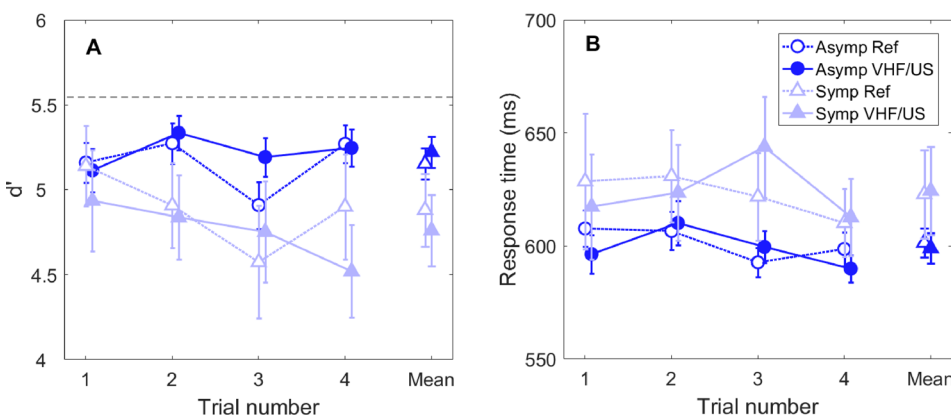 A
6
5.5
5
4.5
4
d'
1 2 3 4 Mean
Trial number
B
700
650
600
550
Response time (ms)
Asymp Ref
Asymp VHF/US
Symp Ref
Symp VHF/US
1 2 3 4 Mean
Trial number